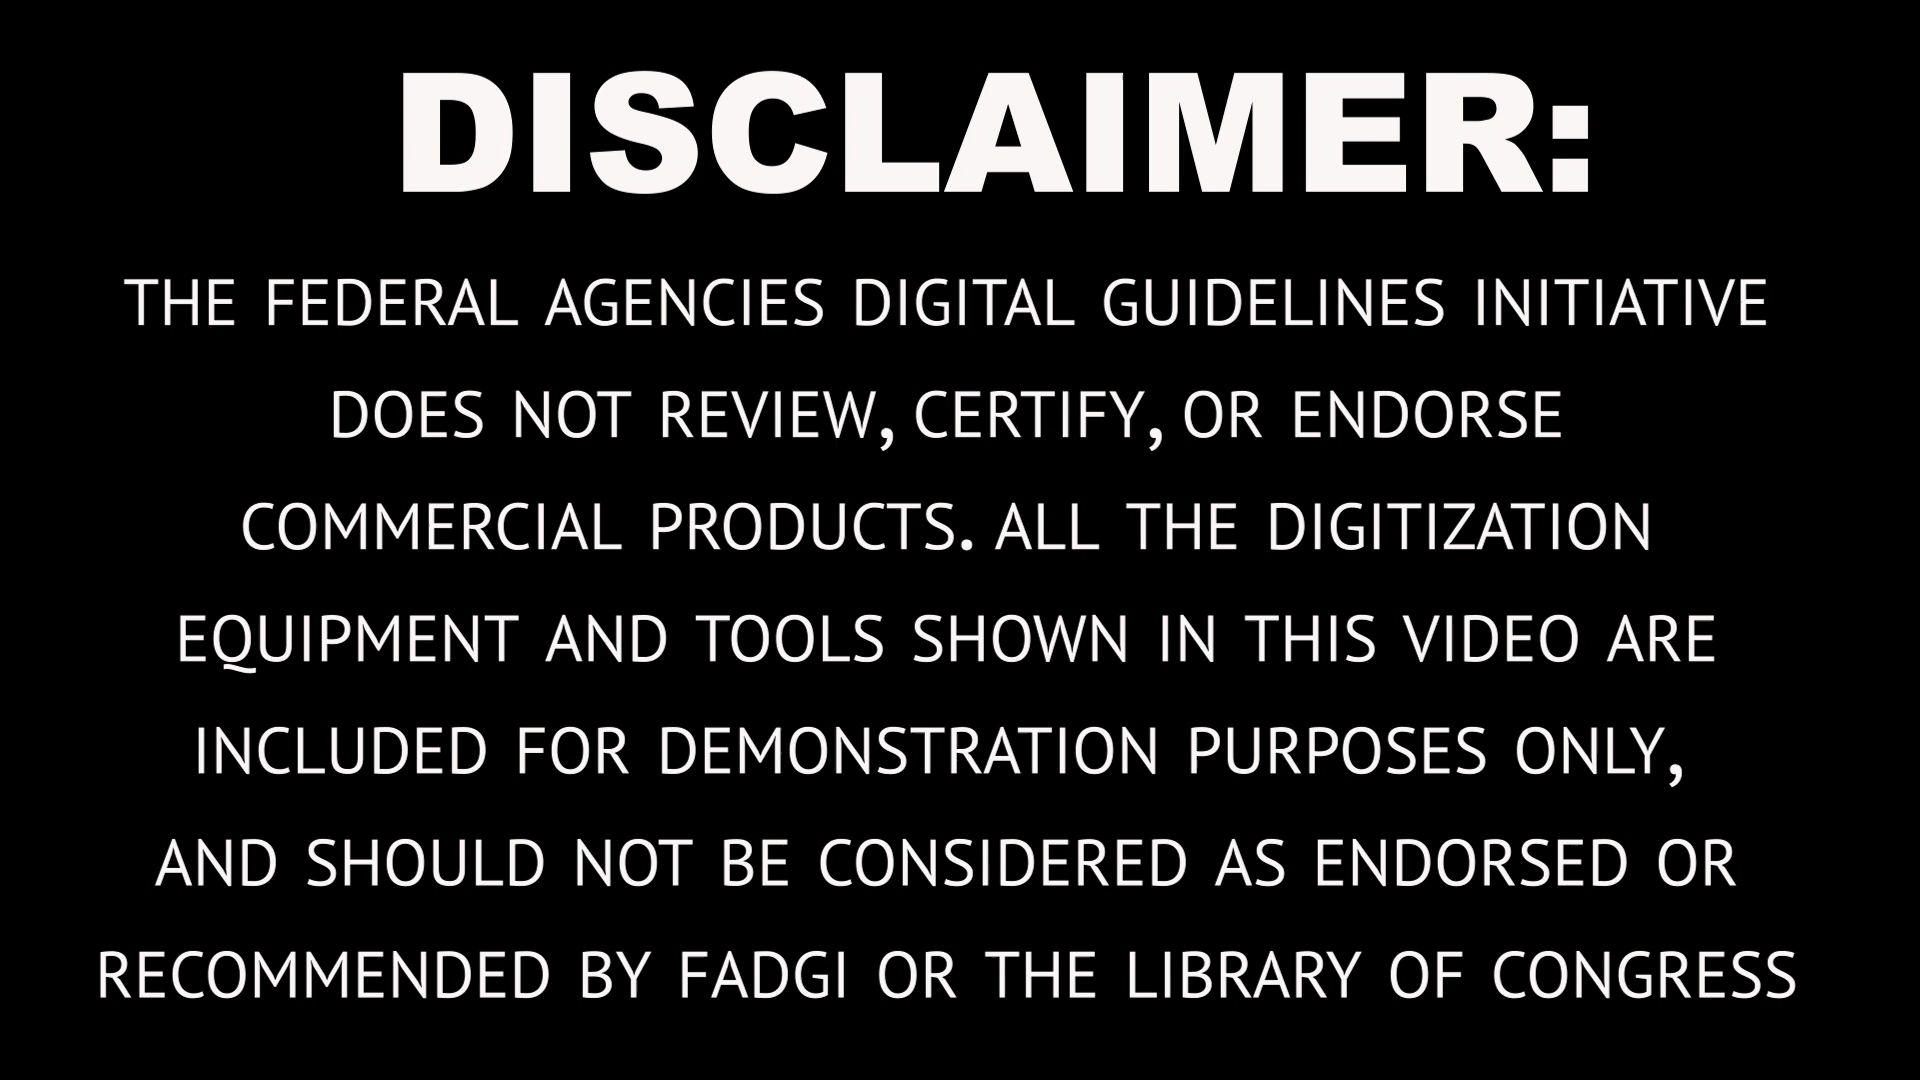 DISCLAIMER:
THE FEDERAL AGENCIES DIGITAL GUIDELINES INITIATIVE
DOES NOT REVIEW, CERTIFY, OR ENDORSE
COMMERCIAL PRODUCTS. ALL THE DIGITIZATION
EQUIPMENT AND TOOLS SHOWN IN THIS VIDEO ARE
INCLUDED FOR DEMONSTRATION PURPOSES ONLY,
AND SHOULD NOT BE CONSIDERED AS ENDORSED OR
RECOMMENDED BY FADGI OR THE LIBRARY OF CONGRESS